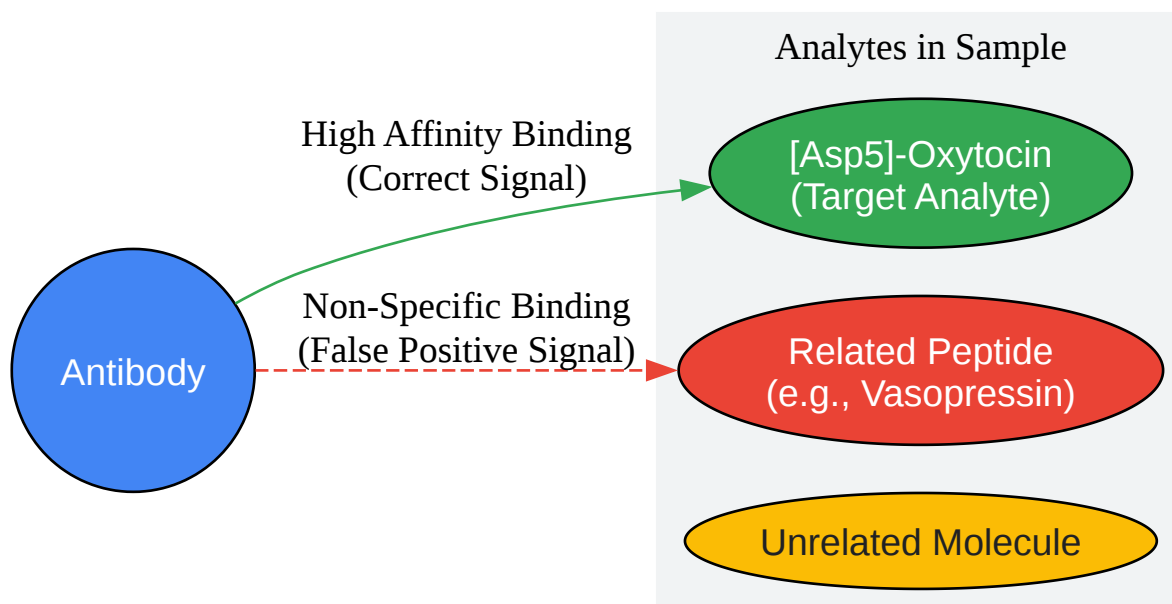 Analytes in Sample
High Affinity Binding
(Correct Signal)
[Asp5]-Oxytocin
(Target Analyte)
Non-Specific Binding
(False Positive Signal)
Antibody
Related Peptide
(e.g., Vasopressin)
Unrelated Molecule